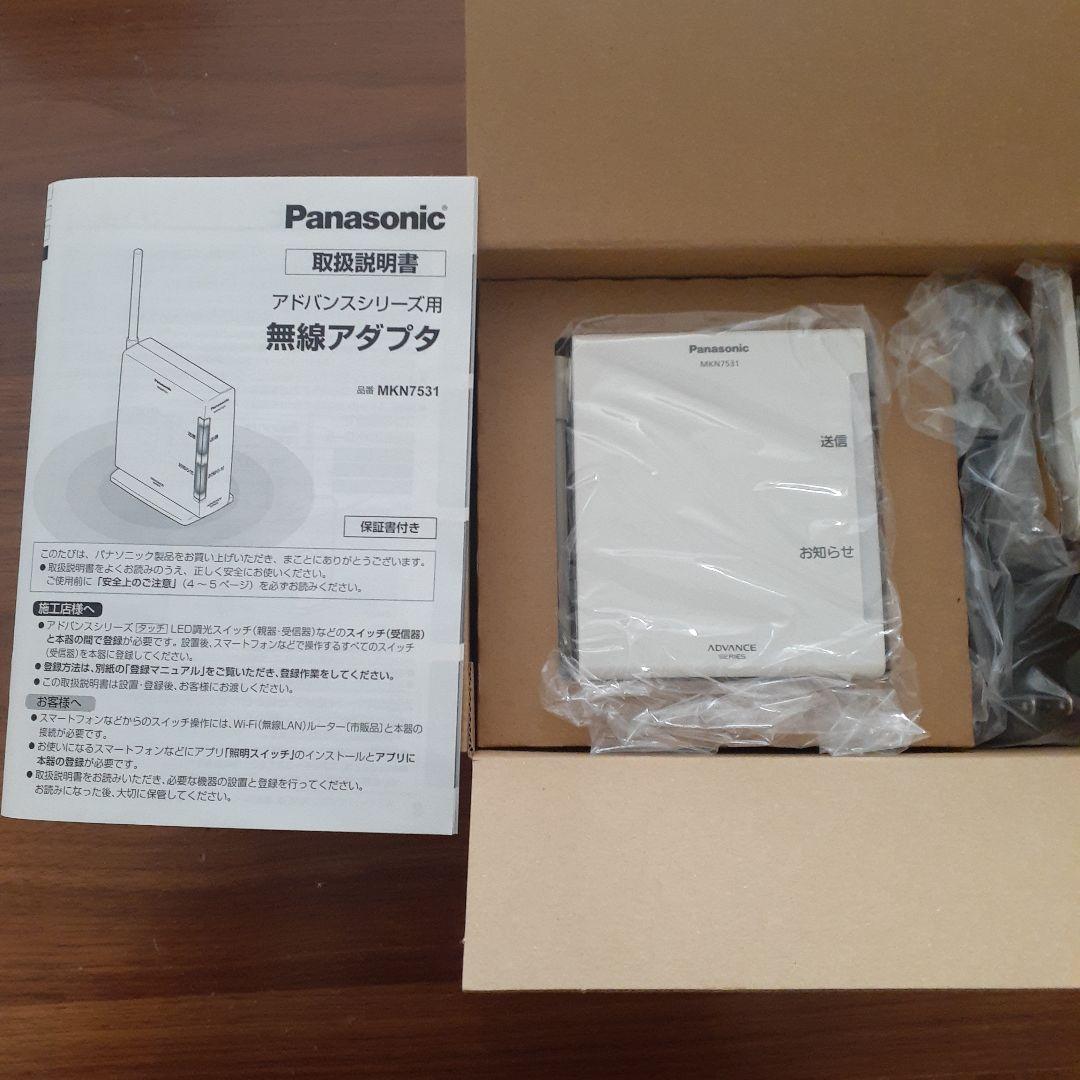 Panasonic®
取扱説明書
アドバンスシリーズ用
無線アダプタ
品番 MKN7531
Panasonic
Panasonic
保証書付き
このたびは、パナソニック製品をお買い上げいただき、まことにありがとうございます。
●取扱説明書をよくお読みのうえ、正しく安全にお使いください。
ご使用前に「安全上のご注意」(4~5ページ)を必ずお読みください。
施工店様へ
●アドバンスシリーズ タッチ LED調光スイッチ(親器・受信器)などのスイッチ(受信器)
と本器の間で登録が必要です。設置後、スマートフォンなどで操作するすべてのスイッチ
(受信器)を本器に登録してください。
●登録方法は、別紙の「登録マニュアル」をご覧いただき、登録作業をしてください。
●この取扱説明書は設置・登録後、お客様にお渡しください。
お客様へ
●スマートフォンなどからのスイッチ操作には、Wi-Fi(無線LAN)ルーター(市販品)と本器の
接続が必要です。
●お使いになるスマートフォンなどにアプリ「照明スイッチ」のインストールとアプリに
本器の登録が必要です。
●取扱説明書をお読みいただき、必要な機器の設置と登録を行ってください。
お読みになった後、大切に保管してください。
Panasonic
MKN7531
送信
お知らせ
ADVANCE
SERIES